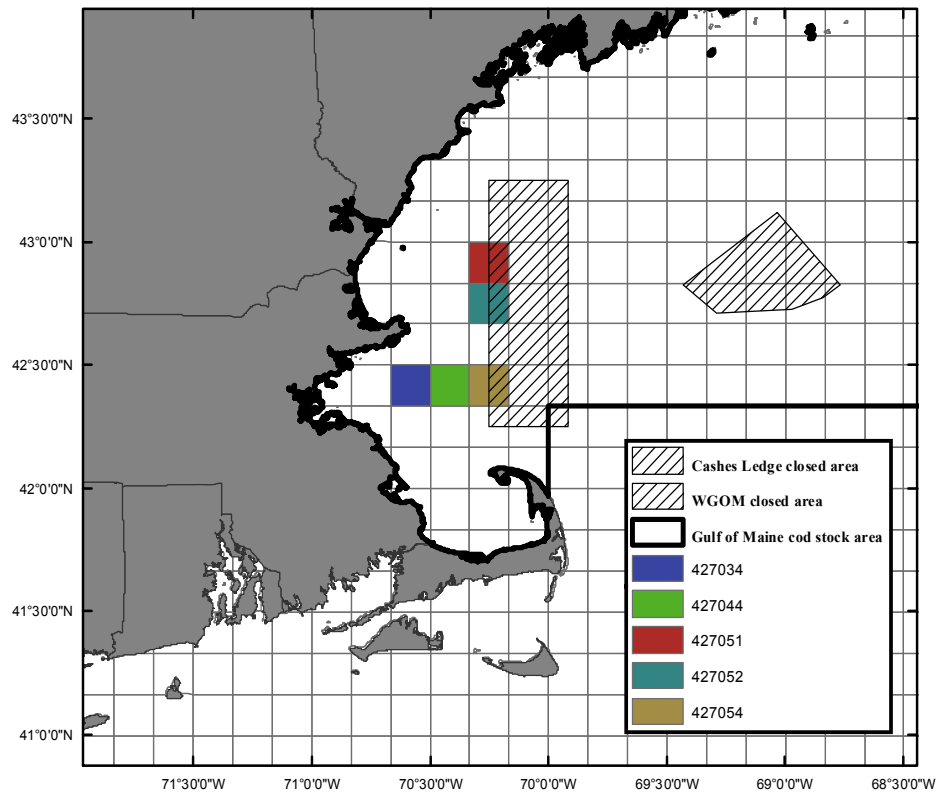 43°30'0"N
43°0'0"N
42°30'0"N
42°0'0"N
41°30'0"N
41°0'0"N
Cashes Ledge closed area
WGOM closed area
Gulf of Maine cod stock area
427034
427044
427051
427052
427054
71°30'0"W
71°0'0"W
70°30'0"W
70°0'0"W
69°30'0"W
69°0'0"W
68°30'0"W